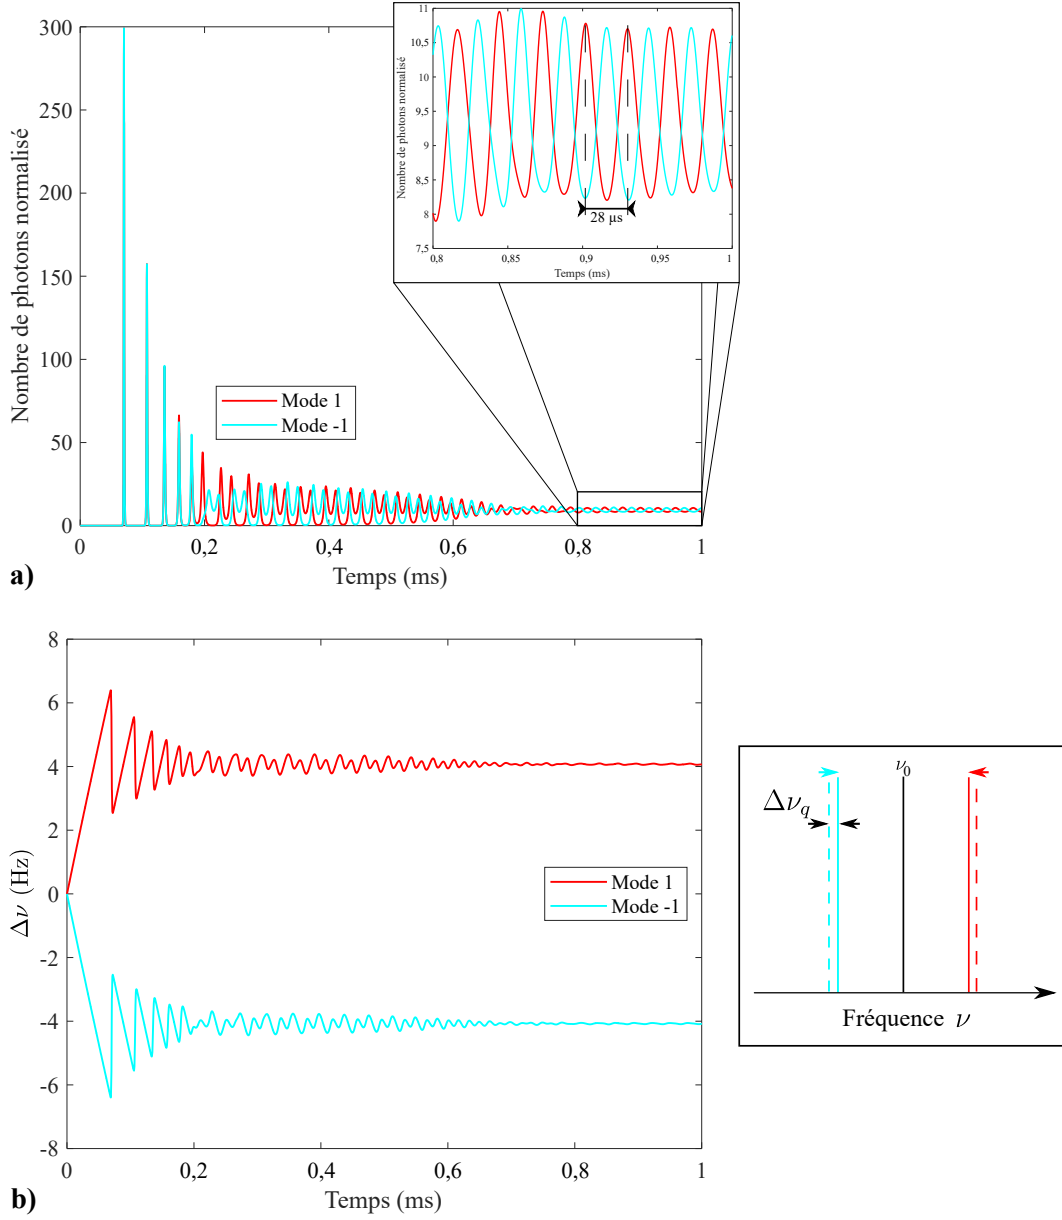 11
10,5
10
9,5
9
8,5
8
7,5
Nombre de photons normalisé
28 μs
0,8
0,85
0,9
0,95
1
Temps (ms)
300
250
200
150
100
50
0
Nombre de photons normalisé
Mode 1
Mode -1
0
0,2
0,4
0,6
0,8
1
Temps (ms)
a)
8
6
4
2
0
-2
-4
-6
-8
Δν (Hz)
Mode 1
Mode -1
0
0,2
0,4
0,6
0,8
1
Temps (ms)
b)
ν0
Δνq
Fréquence ν